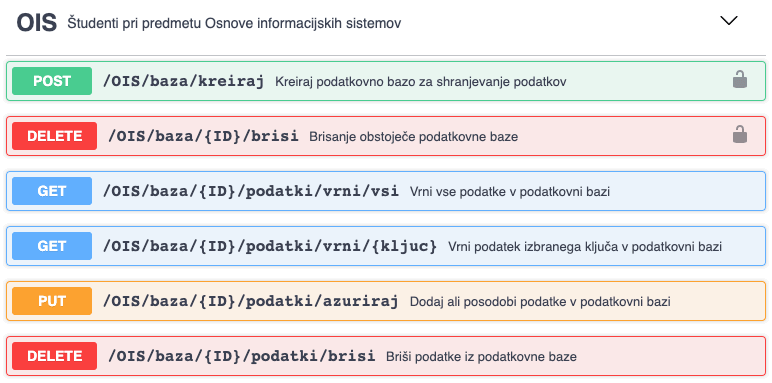 OIS Študenti pri predmetu Osnove informacijskih sistemov
POST /OIS/baza/kreiraj Kreiraj podatkovno bazo za shranjevanje podatkov
DELETE /OIS/baza/{ID}/brisi Brisanje obstoječe podatkovne baze
GET /OIS/baza/{ID}/podatki/vrni/vsi Vrni vse podatke v podatkovni bazi
GET /OIS/baza/{ID}/podatki/vrni/{kljuc} Vrni podatek izbranega ključa v podatkovni bazi
PUT /OIS/baza/{ID}/podatki/azuriraj Dodaj ali posodobi podatke v podatkovni bazi
DELETE /OIS/baza/{ID}/podatki/brisi Briši podatke iz podatkovne baze